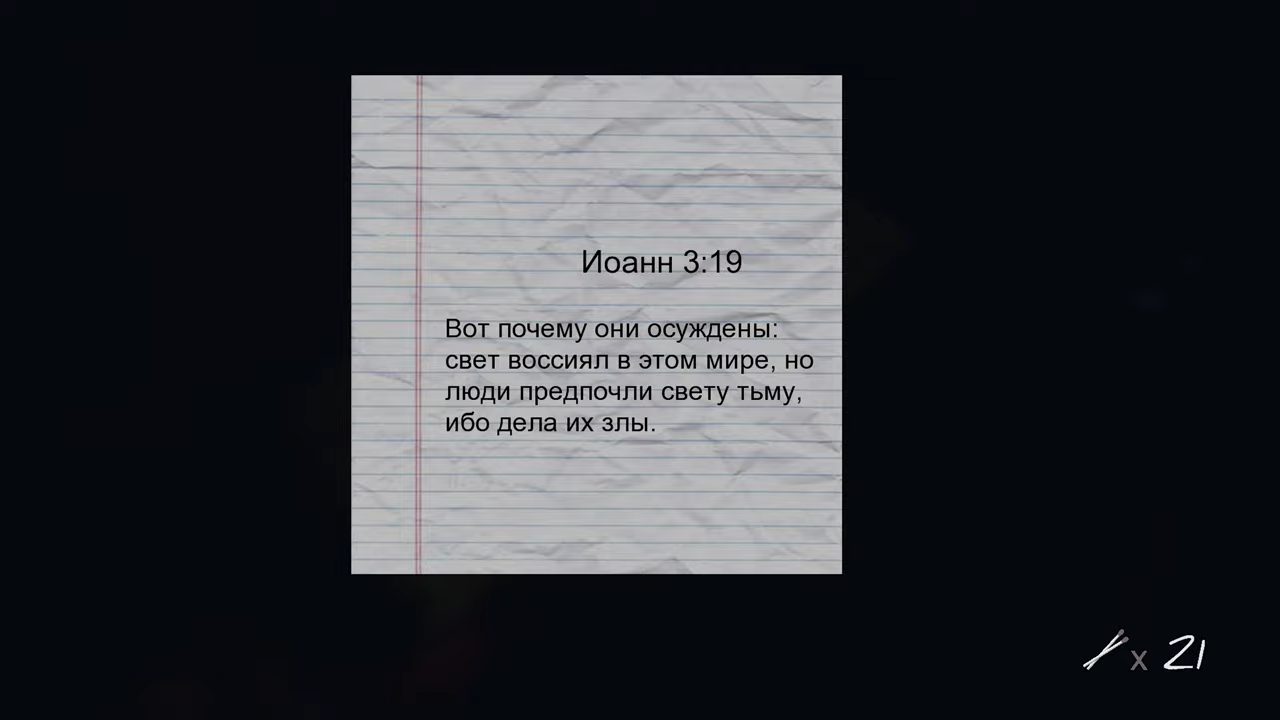 Иоанн 3:19
Вот почему они осуждены:
свет воссиял в этом мире, но
люди предпочли свету тьму,
ибо дела их злы.
x 21